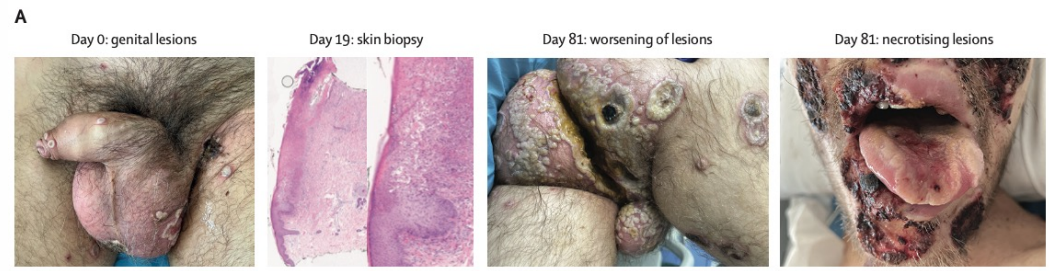 A
Day 0: genital lesions
Day 19: skin biopsy
Day 81: worsening of lesions
Day 81: necrotising lesions